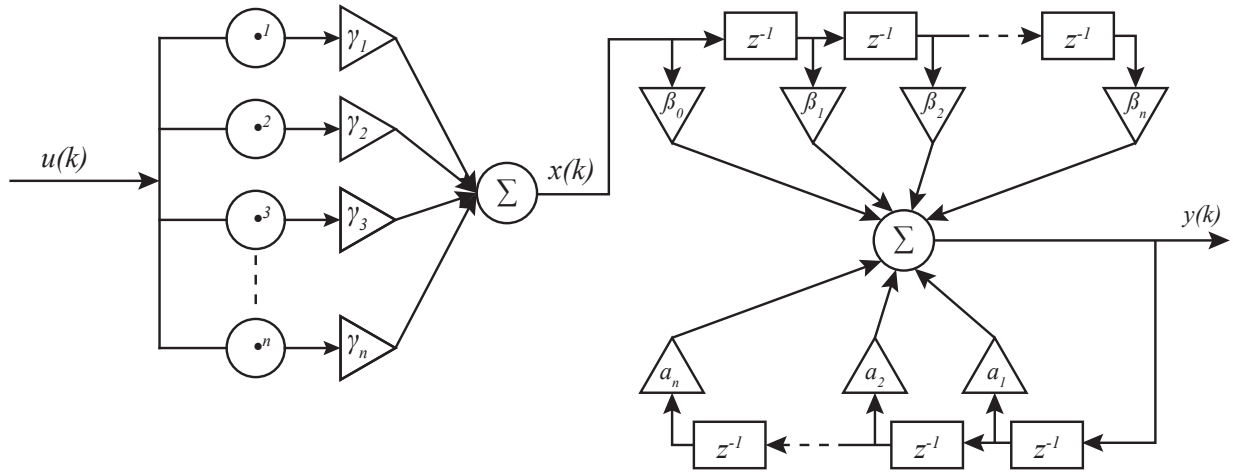 u(k)
•¹
γ₁
•²
γ₂
•³
γ₃
•ⁿ
γₙ
Σ
x(k)
z⁻¹
z⁻¹
z⁻¹
β₀
β₁
β₂
βₙ
Σ
y(k)
aₙ
a₂
a₁
z⁻¹
z⁻¹
z⁻¹